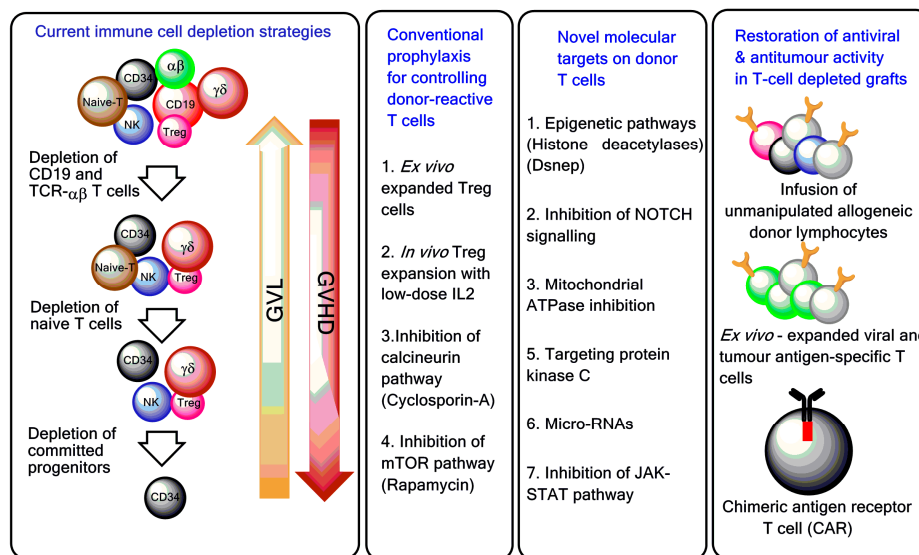 Current immune cell depletion strategies
αβ
CD34
γδ
Naive-T
CD19
NK
Treg
Depletion of
CD19 and
TCR-αβ T cells
CD34
γδ
Naive-T
NK
Treg
Depletion of
naive T cells
CD34
γδ
NK
Treg
Depletion of
committed
progenitors
CD34
GVL
GVHD
Conventional
prophylaxis
for controlling
donor-reactive
T cells
1. Ex vivo
expanded Treg
cells
2. In vivo Treg
expansion with
low-dose IL2
3.Inhibition of
calcineurin
pathway
(Cyclosporin-A)
4. Inhibition of
mTOR pathway
(Rapamycin)
Novel molecular
targets on donor
T cells
1. Epigenetic pathways
(Histone deacetylases)
(Dsnep)
2. Inhibition of NOTCH
signalling
3. Mitochondrial
ATPase inhibition
5. Targeting protein
kinase C
6. Micro-RNAs
7. Inhibition of JAK-
STAT pathway
Restoration of antiviral
& antitumour activity
in T-cell depleted grafts
Infusion of
unmanipulated allogeneic
donor lymphocytes
Ex vivo - expanded viral and
tumour antigen-specific T
cells
Chimeric antigen receptor
T cell (CAR)